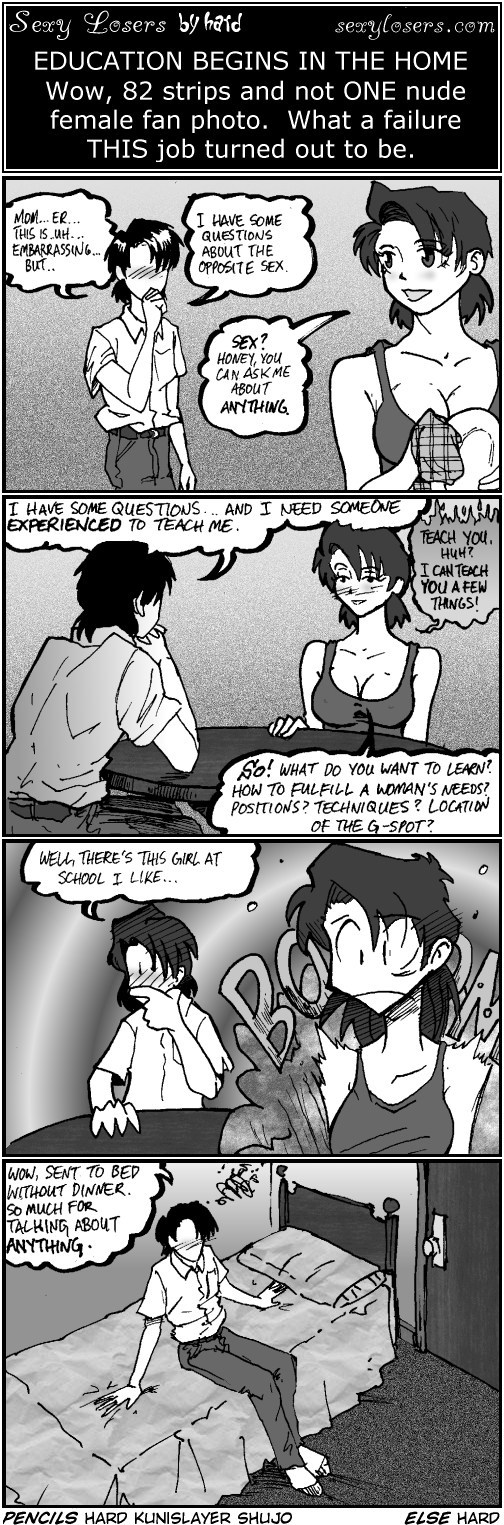 Sexy Losers by hard sexylosers.com
EDUCATION BEGINS IN THE HOME
Wow, 82 strips and not ONE nude
female fan photo. What a failure
THIS job turned out to be.
MOM... ER...
THIS IS..UH...
EMBARRASSING...
BUT..
I HAVE SOME
QUESTIONS
ABOUT THE
OPPOSITE SEX.
SEX?
HONEY, YOU
CAN ASK ME
ABOUT
ANYTHING.
I HAVE SOME QUESTIONS... AND I NEED SOMEONE
EXPERIENCED TO TEACH ME.
TEACH YOU,
HUH?
I CAN TEACH
YOU A FEW
THINGS!
SO! WHAT DO YOU WANT TO LEARN?
HOW TO FULFILL A WOMAN'S NEEDS?
POSITIONS? TECHNIQUES? LOCATION
OF THE G-SPOT?
WELL, THERE'S THIS GIRL AT
SCHOOL I LIKE...
WOW, SENT TO BED
WITHOUT DINNER.
SO MUCH FOR
TALKING ABOUT
ANYTHING.
PENCILS HARD KUNISLAYER SHUJO ELSE HARD